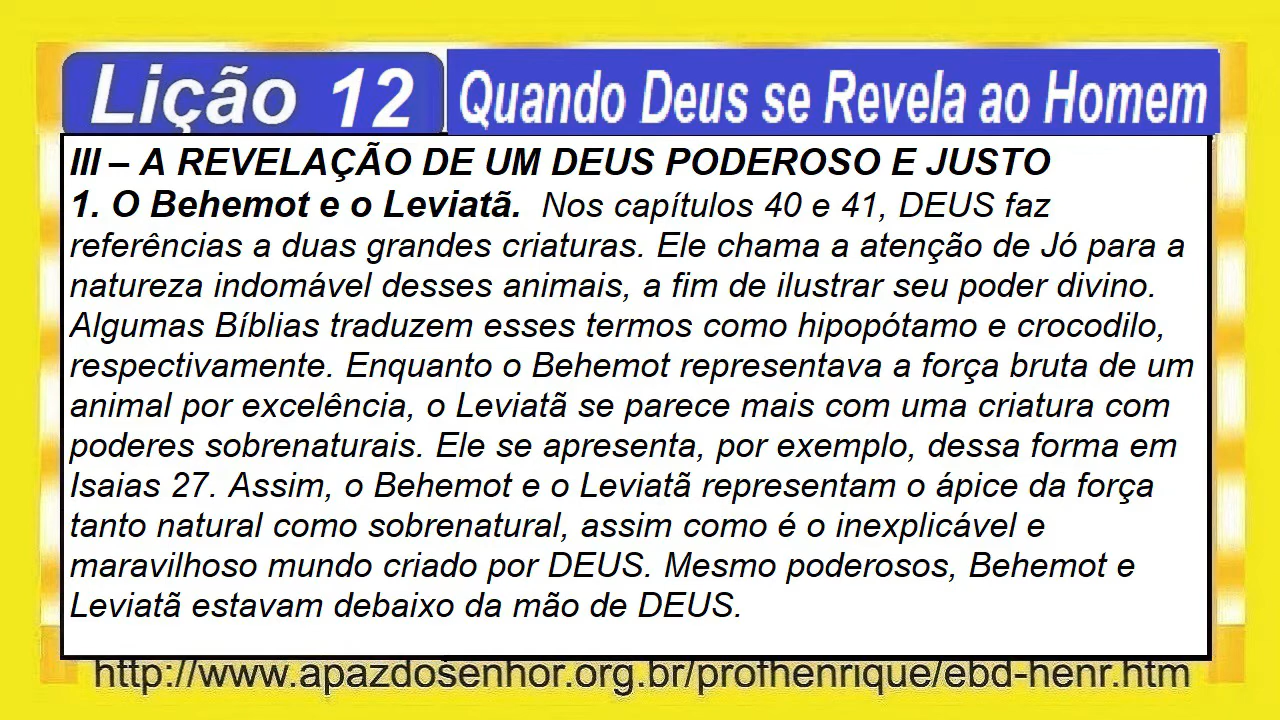 Lição 12 Quando Deus se Revela ao Homem
III – A REVELAÇÃO DE UM DEUS PODEROSO E JUSTO
1. O Behemot e o Leviatã. Nos capítulos 40 e 41, DEUS faz
referências a duas grandes criaturas. Ele chama a atenção de Jó para a
natureza indomável desses animais, a fim de ilustrar seu poder divino.
Algumas Bíblias traduzem esses termos como hipopótamo e crocodilo,
respectivamente. Enquanto o Behemot representava a força bruta de um
animal por excelência, o Leviatã se parece mais com uma criatura com
poderes sobrenaturais. Ele se apresenta, por exemplo, dessa forma em
Isaias 27. Assim, o Behemot e o Leviatã representam o ápice da força
tanto natural como sobrenatural, assim como é o inexplicável e
maravilhoso mundo criado por DEUS. Mesmo poderosos, Behemot e
Leviatã estavam debaixo da mão de DEUS.
http://www.apazdosenhor.org.br/profhenrique/ebd-henr.htm